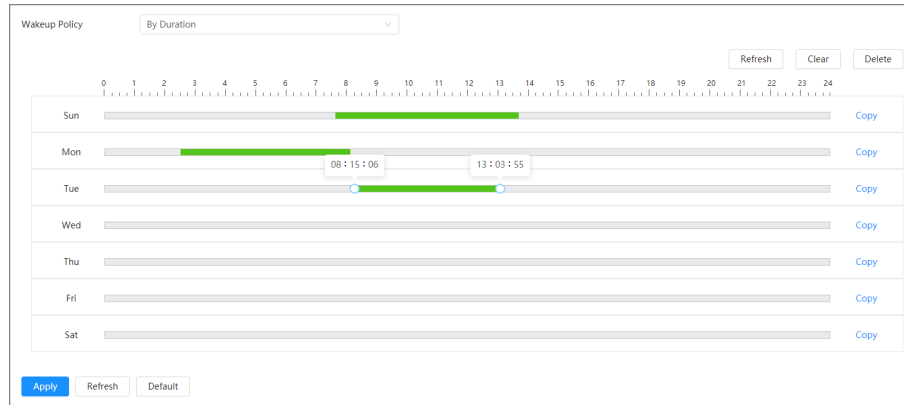 Wakeup Policy By Duration
Refresh Clear Delete
0 1 2 3 4 5 6 7 8 9 10 11 12 13 14 15 16 17 18 19 20 21 22 23 24
Sun Copy
Mon Copy
08 : 15 : 06 13 : 03 : 55
Tue Copy
Wed Copy
Thu Copy
Fri Copy
Sat Copy
Apply Refresh Default